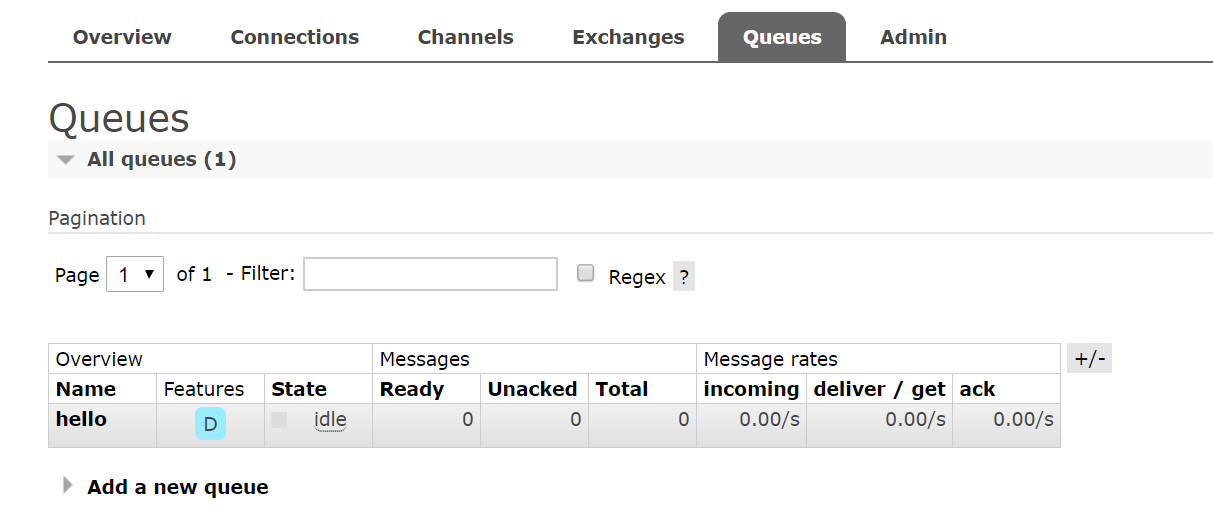 Overview Connections Channels Exchanges Queues Admin
Queues
All queues (1)
Pagination
Page 1 of 1 - Filter: Regex ?
Overview Messages Message rates +/-
Name Features State Ready Unacked Total incoming deliver / get ack
hello D idle 0 0 0 0.00/s 0.00/s 0.00/s
Add a new queue